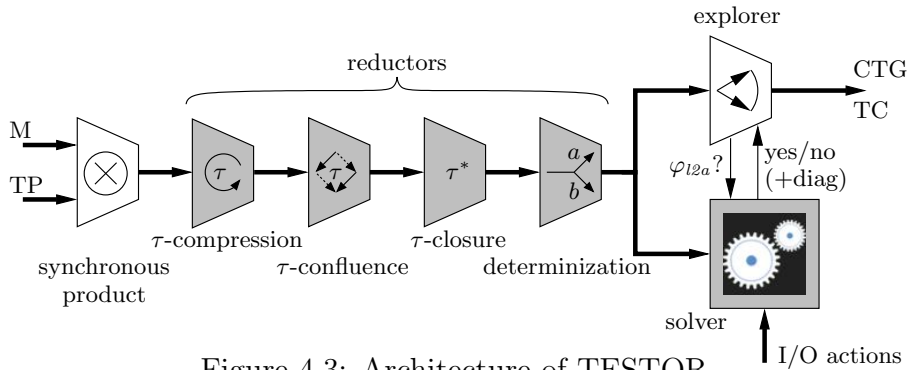 explorer
reductors
CTG
TC
M
TP
τ
τ
τ*
a
b
φl2a?
yes/no
(+diag)
τ-compression
τ-closure
τ-confluence
determinization
synchronous
product
solver
I/O actions
Figure 4.3: Architecture of TESTOR